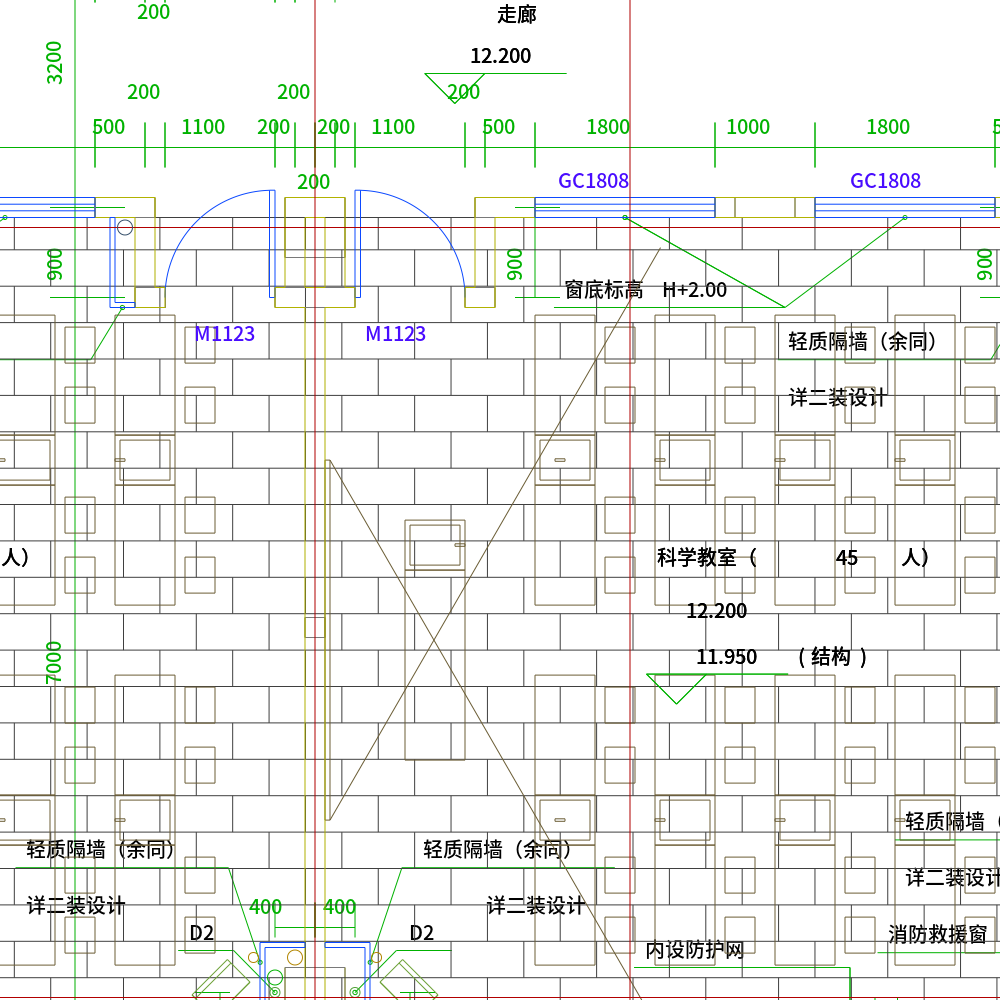 200
走廊
3200
12.200
200
200
200
500
1100
200
200
1100
500
1800
1000
1800
200
GC1808
GC1808
900
900
900
窗底标高 H+2.00
M1123
M1123
轻质隔墙（余同）
详二装设计
人）
科学教室（ 45 人）
12.200
7000
11.950 （结构）
轻质隔墙（余同）
轻质隔墙（余同）
轻质隔墙（
详二装设计
400
400
详二装设计
详二装设计
D2
D2
内设防护网
消防救援窗